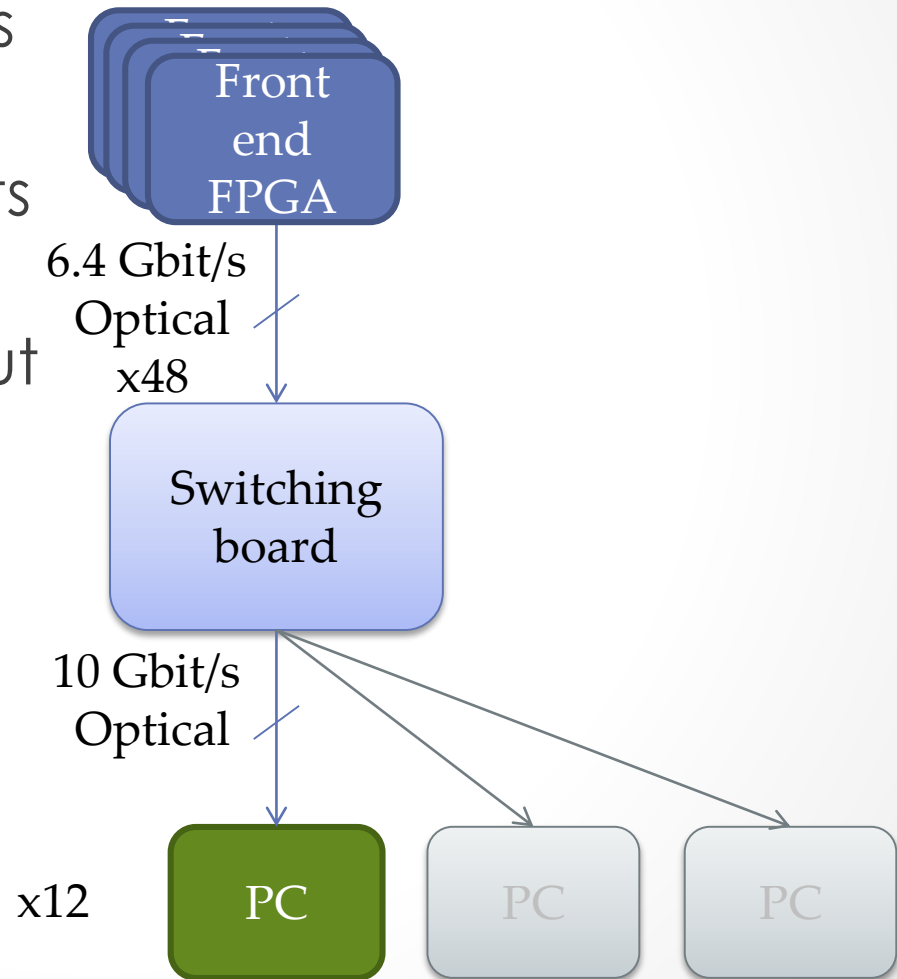 Front
end
FPGA
6.4 Gbit/s
Optical
x48
Switching
board
10 Gbit/s
Optical
x12
PC
PC
PC